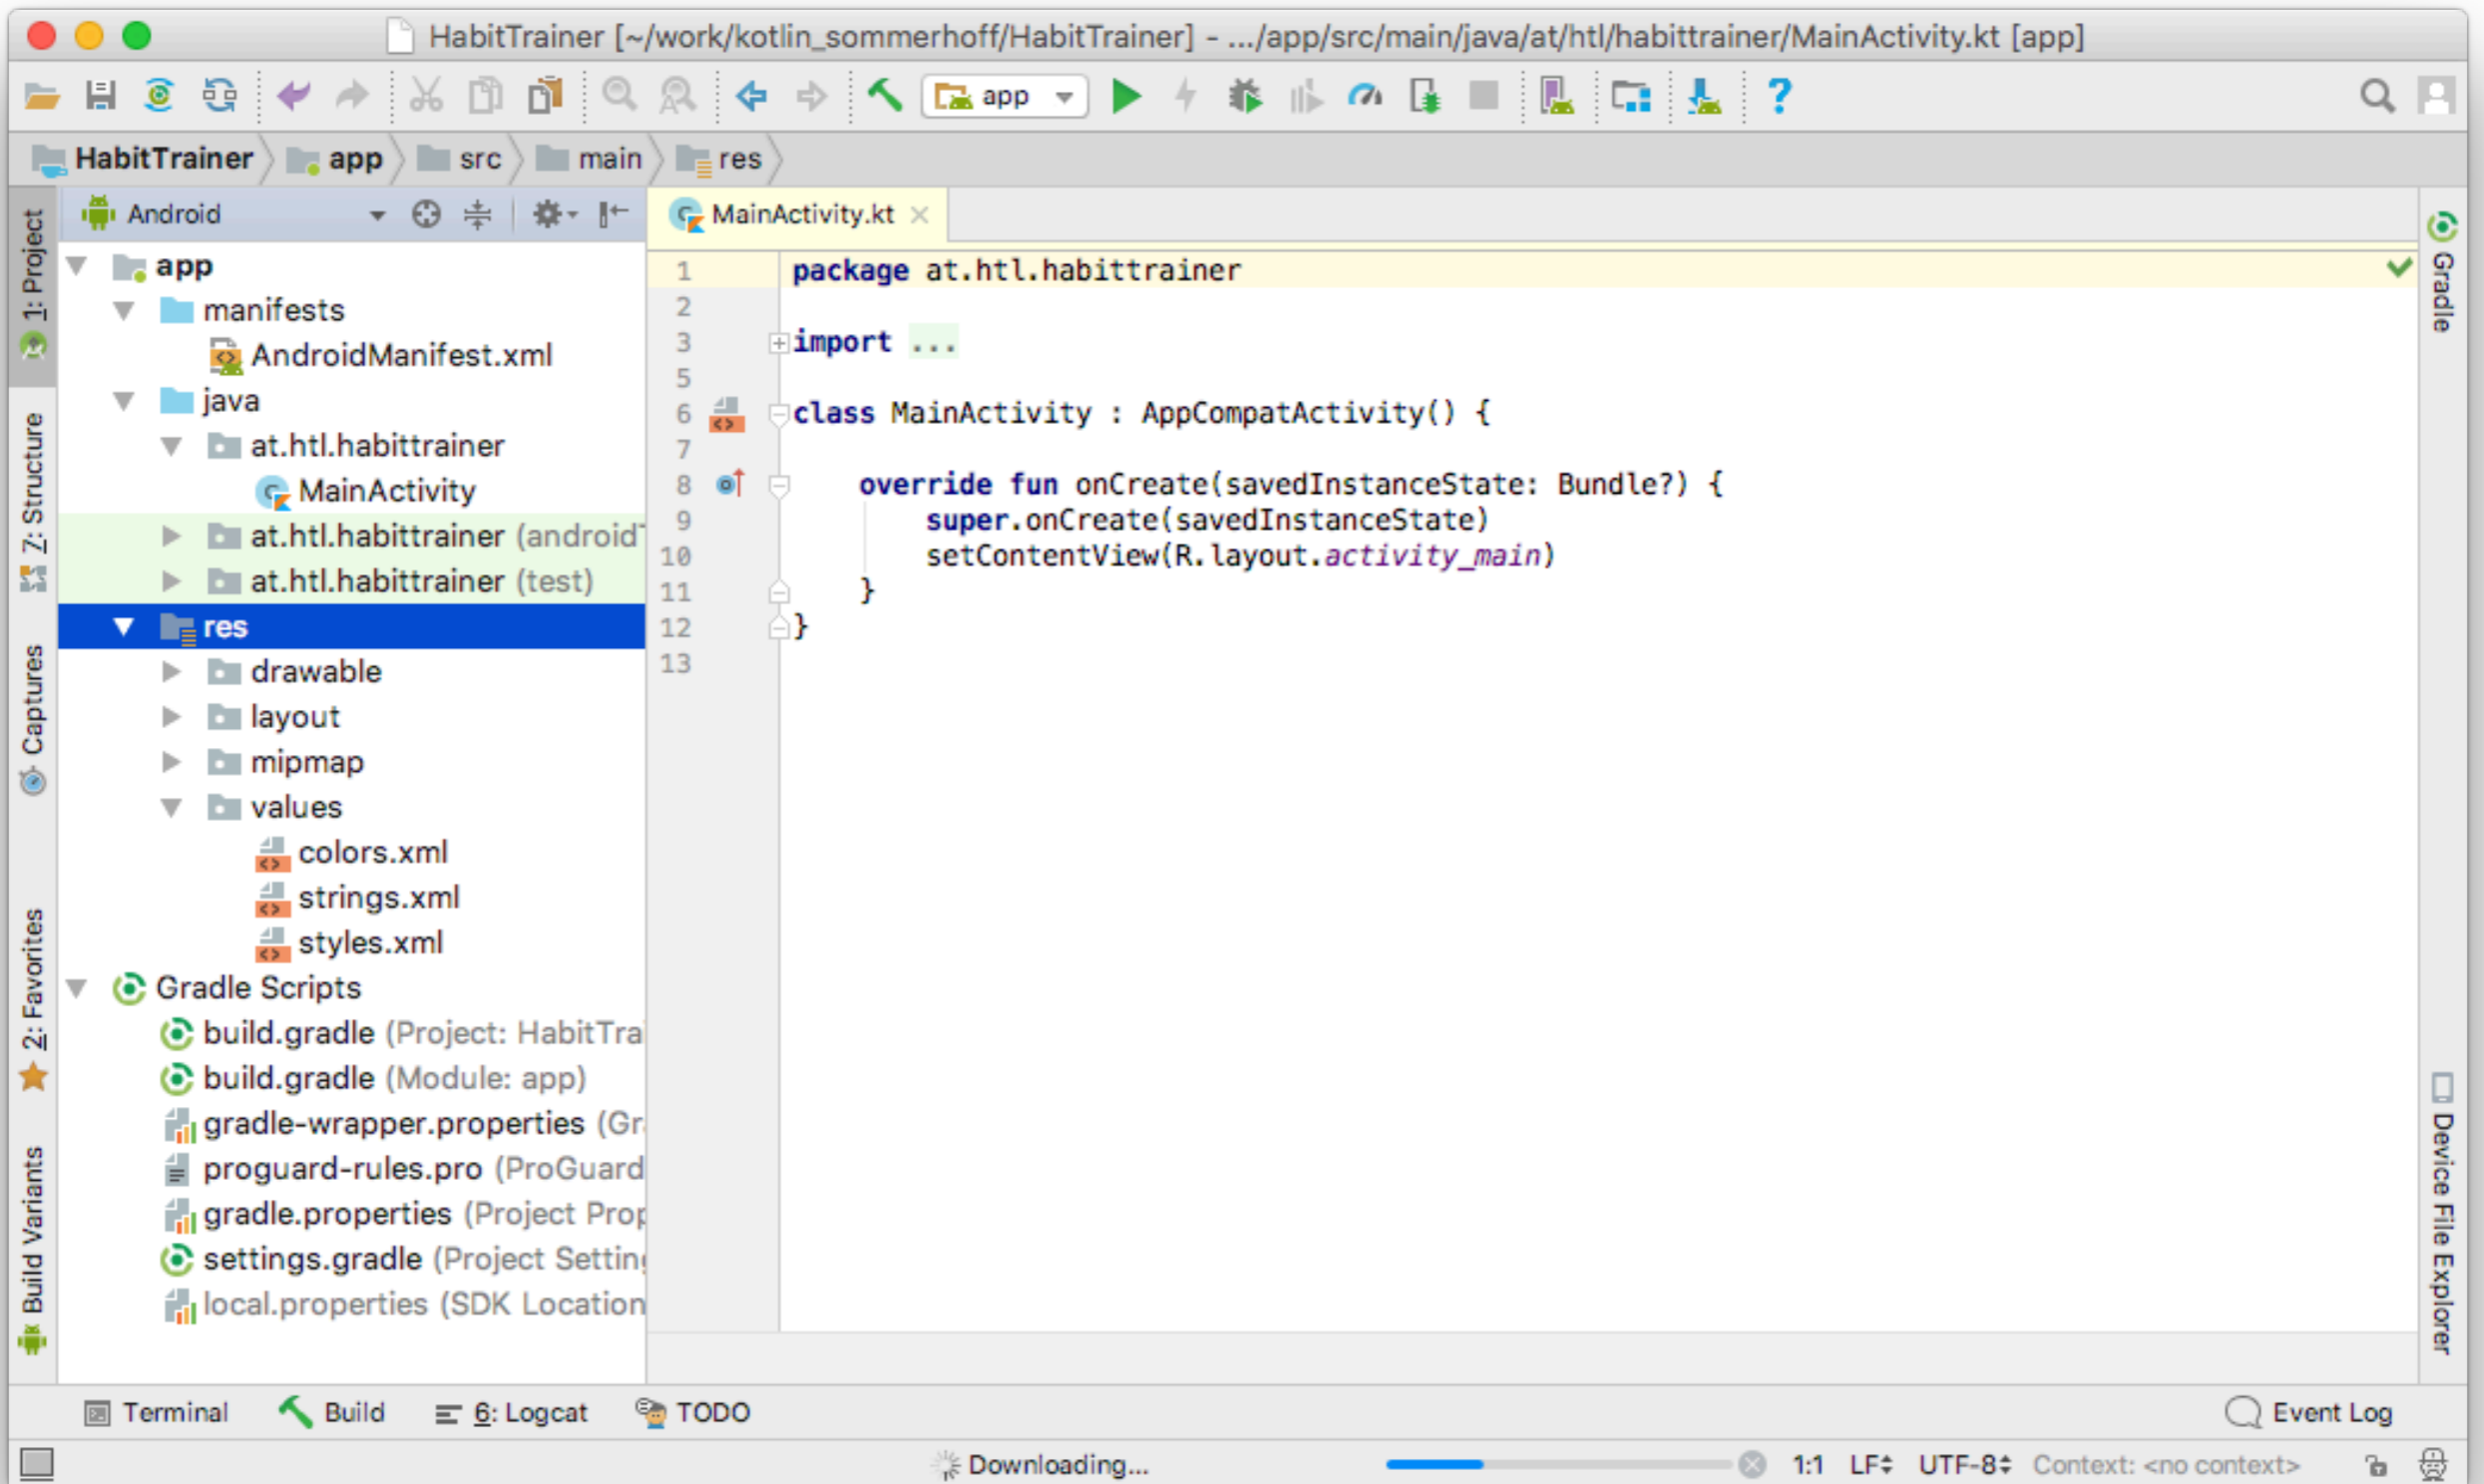 HabitTrainer [~/work/kotlin_sommerhoff/HabitTrainer] - .../app/src/main/java/at/htl/habittrainer/MainActivity.kt [app]
app
?
HabitTrainer app src main res
1: Project
7: Structure
Captures
2: Favorites
Build Variants
Android
app
manifests
AndroidManifest.xml
java
at.htl.habittrainer
MainActivity
at.htl.habittrainer (androidT
at.htl.habittrainer (test)
res
drawable
layout
mipmap
values
colors.xml
strings.xml
styles.xml
Gradle Scripts
build.gradle (Project: HabitTrai
build.gradle (Module: app)
gradle-wrapper.properties (Gra
proguard-rules.pro (ProGuard
gradle.properties (Project Prop
settings.gradle (Project Setting
local.properties (SDK Location
MainActivity.kt
1 package at.htl.habittrainer
2
3 import ...
5
6 class MainActivity : AppCompatActivity() {
7
8 override fun onCreate(savedInstanceState: Bundle?) {
9 super.onCreate(savedInstanceState)
10 setContentView(R.layout.activity_main)
11 }
12 }
13
Gradle
Device File Explorer
Terminal Build 6: Logcat TODO Event Log
Downloading... 1:1 LF UTF-8 Context: <no context>